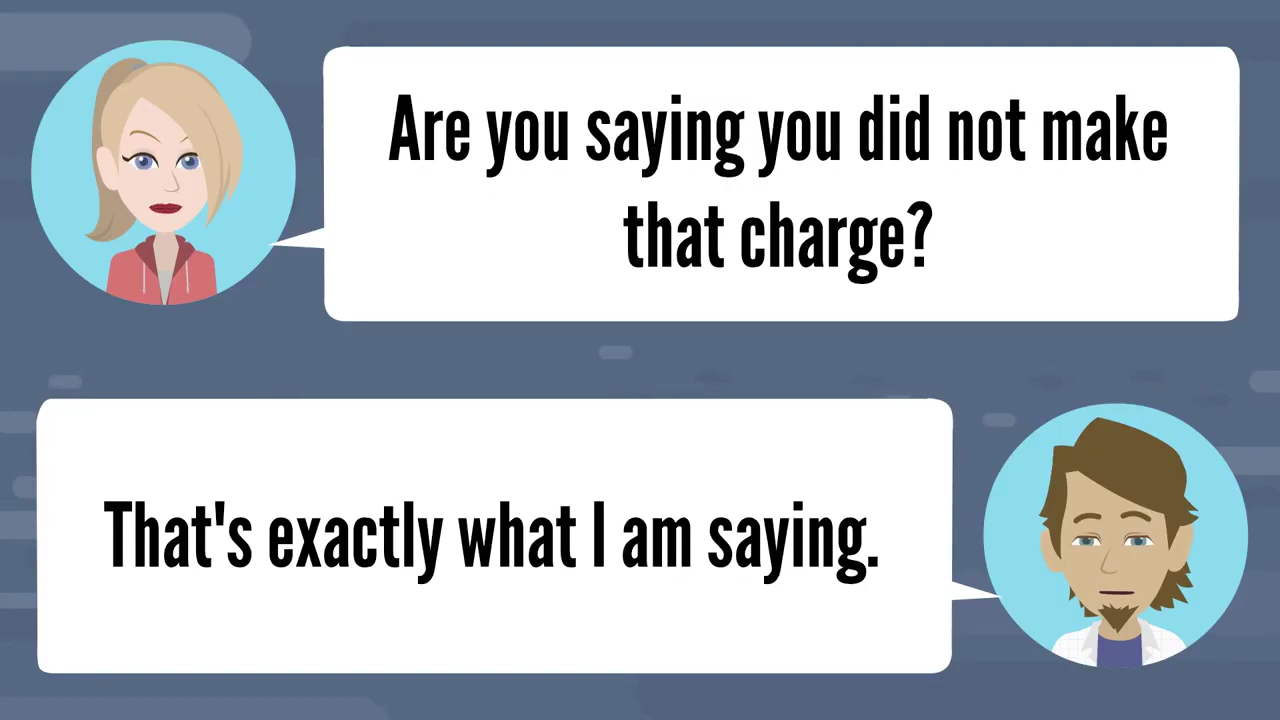 Are you saying you did not make
that charge?
That's exactly what I am saying.